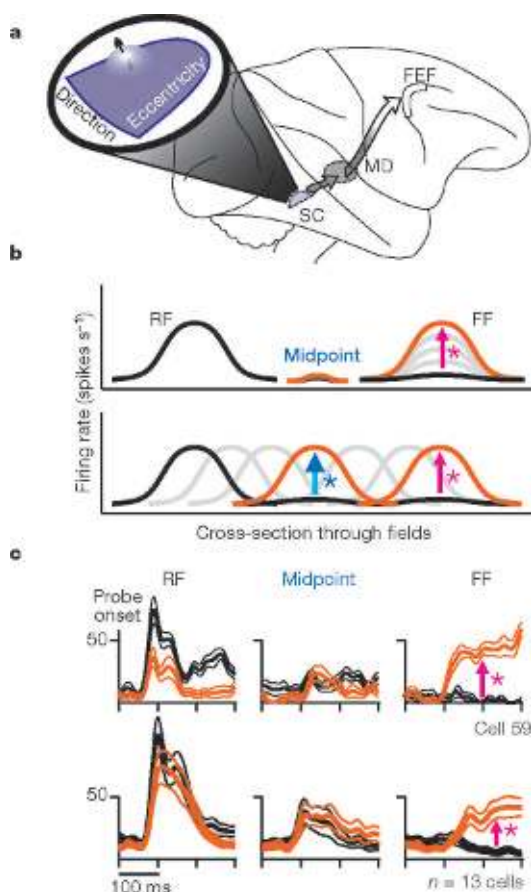 a
Direction
Eccentricity
FEF
MD
SC
b
RF
FF
Midpoint
Firing rate (spikes s⁻¹)
Cross-section through fields
c
RF
Midpoint
FF
Probe
onset
50
*
*
*
*
Cell 59
50
*
100 ms
n = 13 cells